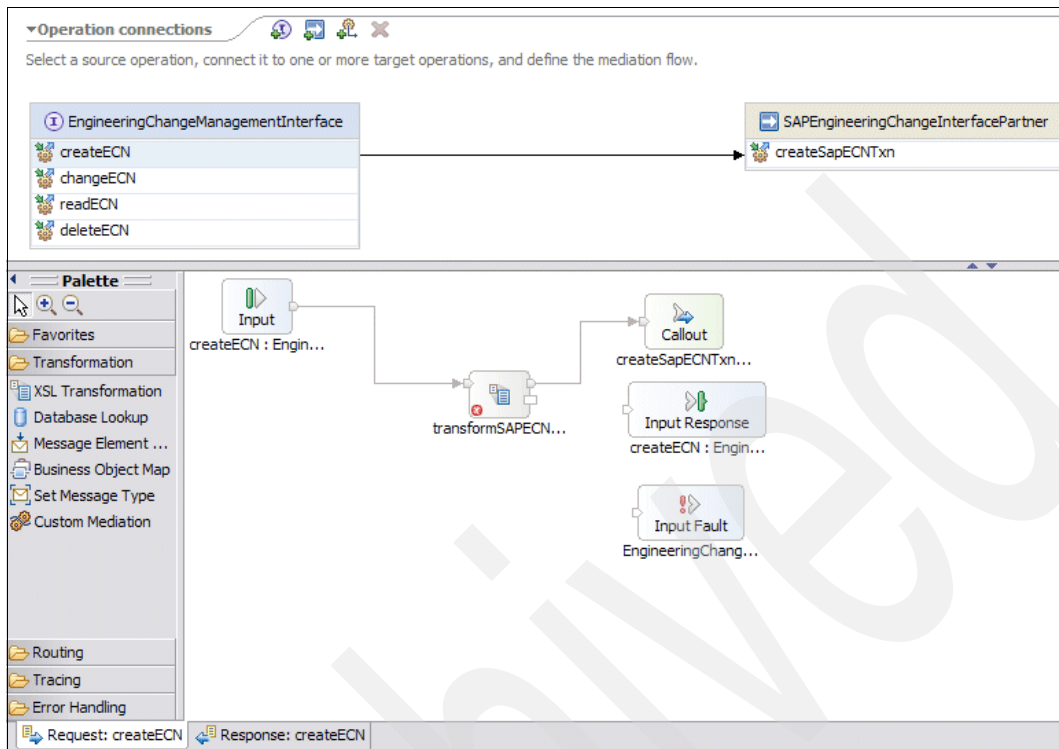 Operation connections
Select a source operation, connect it to one or more target operations, and define the mediation flow.
EngineeringChangeManagementInterface
createECN
changeECN
readECN
deleteECN
SAPEngineeringChangeInterfacePartner
createSapECNTxn
Palette
Favorites
Transformation
XSL Transformation
Database Lookup
Message Element ...
Business Object Map
Set Message Type
Custom Mediation
Routing
Tracing
Error Handling
Input
createECN : Engin...
transformSAPECN...
Callout
createSapECNTxn...
Input Response
createECN : Engin...
Input Fault
EngineeringChang...
Request: createECN
Response: createECN
hived